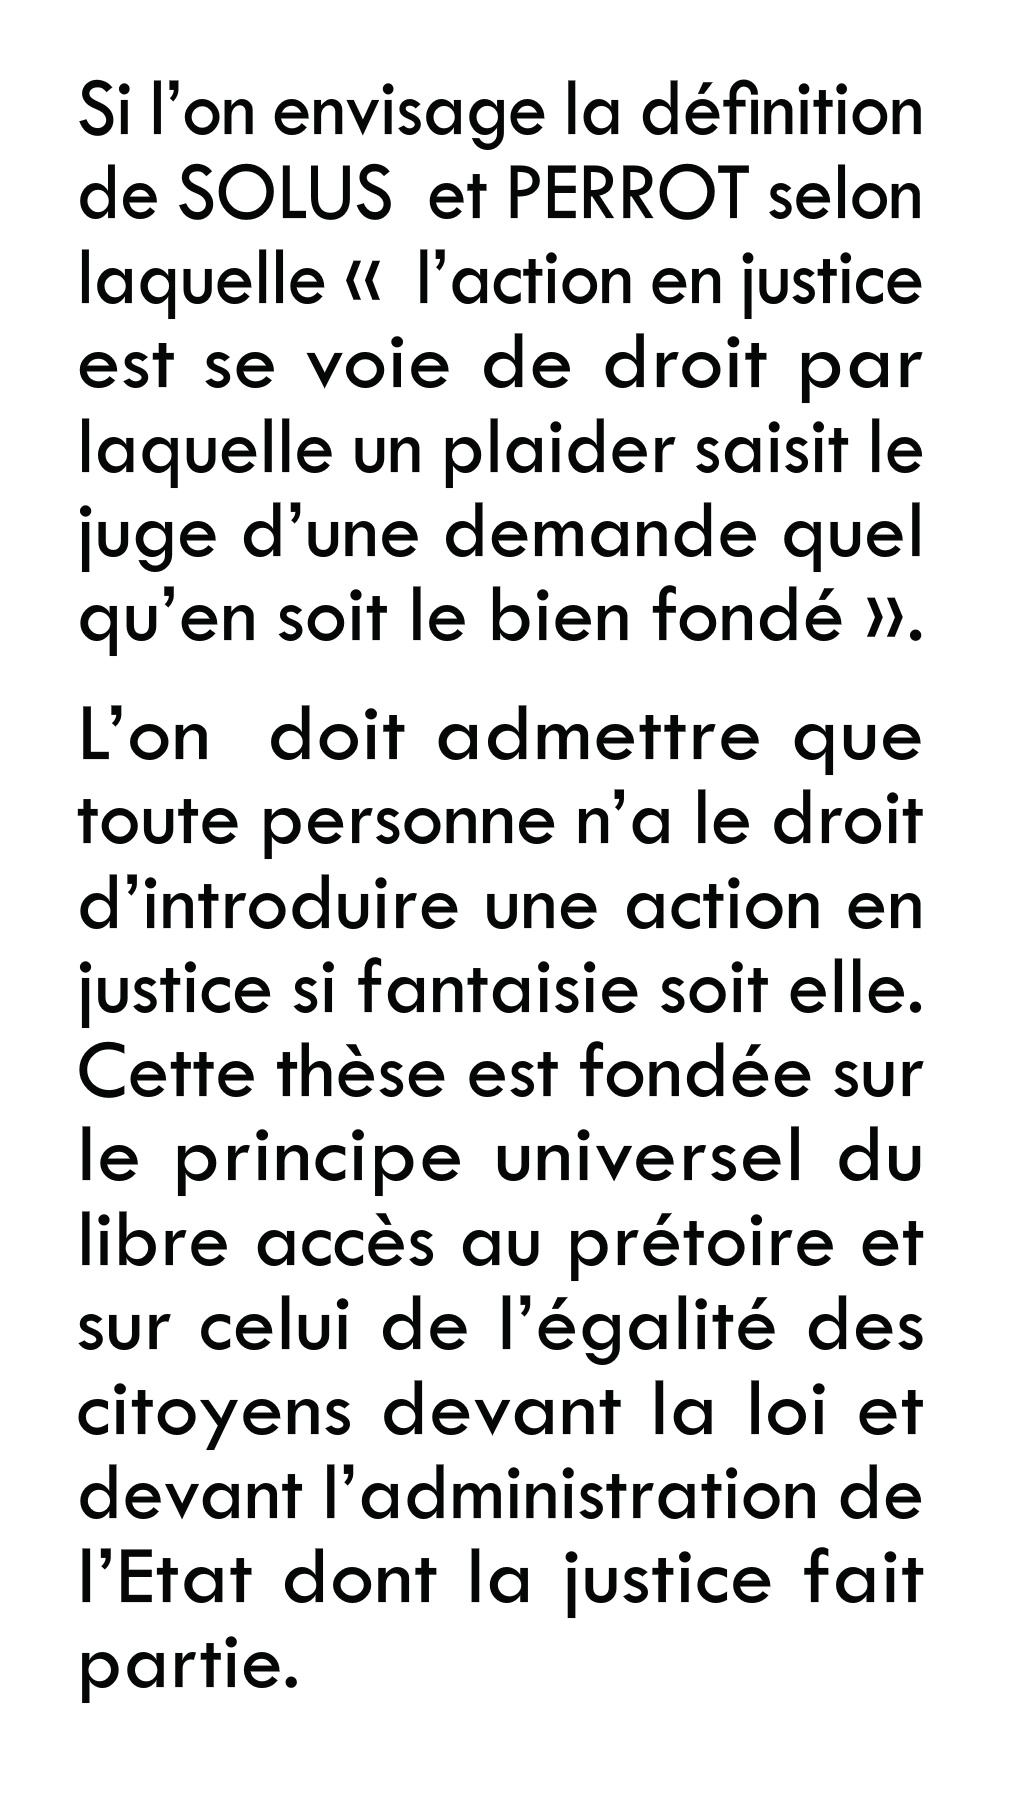 Si l’on envisage la définition
de SOLUS  et PERROT selon
laquelle «  l’action en justice
est se voie de droit par
laquelle un plaider saisit le
juge d’une demande quel
qu’en soit le bien fondé ».
L’on  doit admettre que
toute personne n’a le droit
d’introduire une action en
justice si fantaisie soit elle.
Cette thèse est fondée sur
le principe universel du
libre accès au prétoire et
sur celui de l’égalité des
citoyens devant la loi et
devant l’administration de
l’Etat dont la justice fait
partie.